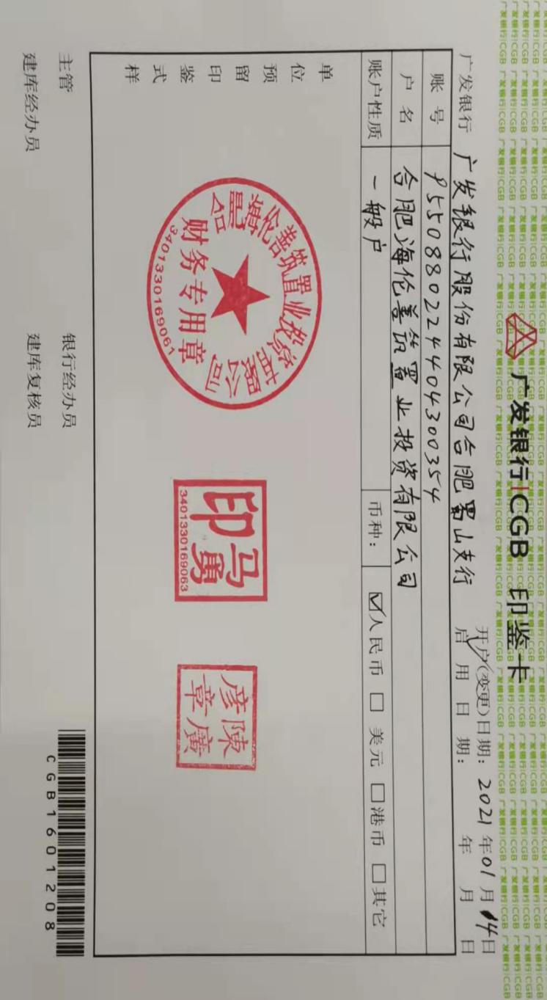 广发银行|CGB 印鉴卡
开户(变更)日期: 2021 年 01 月 14 日
广发银行 广发银行股份有限公司合肥蜀山支行 启用日期: 年 月 日
账号 9550880224404300354
户名 合肥海伦善筑置业投资有限公司
账户性质 一般户 币种: ☑人民币 □美元 □港币 □其它
单位预留印鉴式样
合肥海伦善筑置业投资有限公司
财务专用章
3401330169061
马勇印
3401330169063
陳廣彦章
主管 银行经办员
建库经办员 建库复核员
CGB1601208